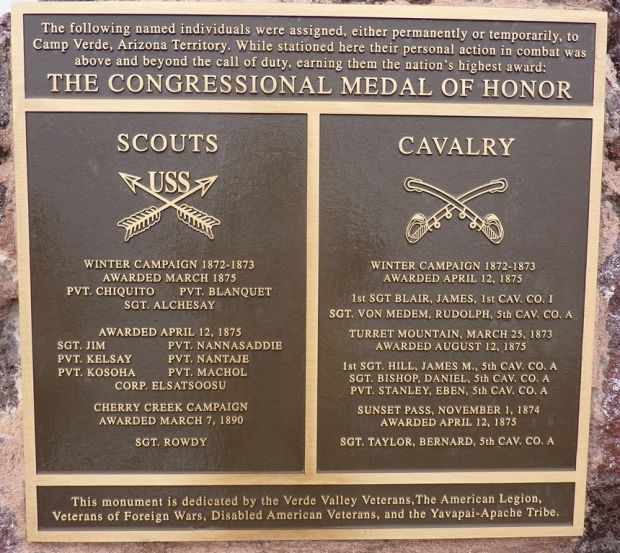 The following named individuals were assigned, either permanently or temporarily, to
Camp Verde, Arizona Territory. While stationed here their personal action in combat was
above and beyond the call of duty, earning them the nation's highest award:
THE CONGRESSIONAL MEDAL OF HONOR
SCOUTS
USS
WINTER CAMPAIGN 1872-1873
AWARDED MARCH 1875
PVT. CHIQUITO PVT. BLANQUET
SGT. ALCHESAY
AWARDED APRIL 12, 1875
SGT. JIM PVT. NANNASADDIE
PVT. KELSAY PVT. NANTAJE
PVT. KOSOHA PVT. MACHOL
CORP. ELSATSOOSU
CHERRY CREEK CAMPAIGN
AWARDED MARCH 7, 1890
SGT. ROWDY
CAVALRY
WINTER CAMPAIGN 1872-1873
AWARDED APRIL 12, 1875
1st SGT BLAIR, JAMES, 1st CAV. CO. I
SGT. VON MEDEM, RUDOLPH, 5th CAV. CO. A
TURRET MOUNTAIN, MARCH 25, 1873
AWARDED AUGUST 12, 1875
1st SGT. HILL, JAMES M., 5th CAV. CO. A
SGT. BISHOP, DANIEL, 5th CAV. CO. A
PVT. STANLEY, EBEN, 5th CAV. CO. A
SUNSET PASS, NOVEMBER 1, 1874
AWARDED APRIL 12, 1875
SGT. TAYLOR, BERNARD, 5th CAV. CO. A
This monument is dedicated by the Verde Valley Veterans,The American Legion,
Veterans of Foreign Wars, Disabled American Veterans, and the Yavapai-Apache Tribe.